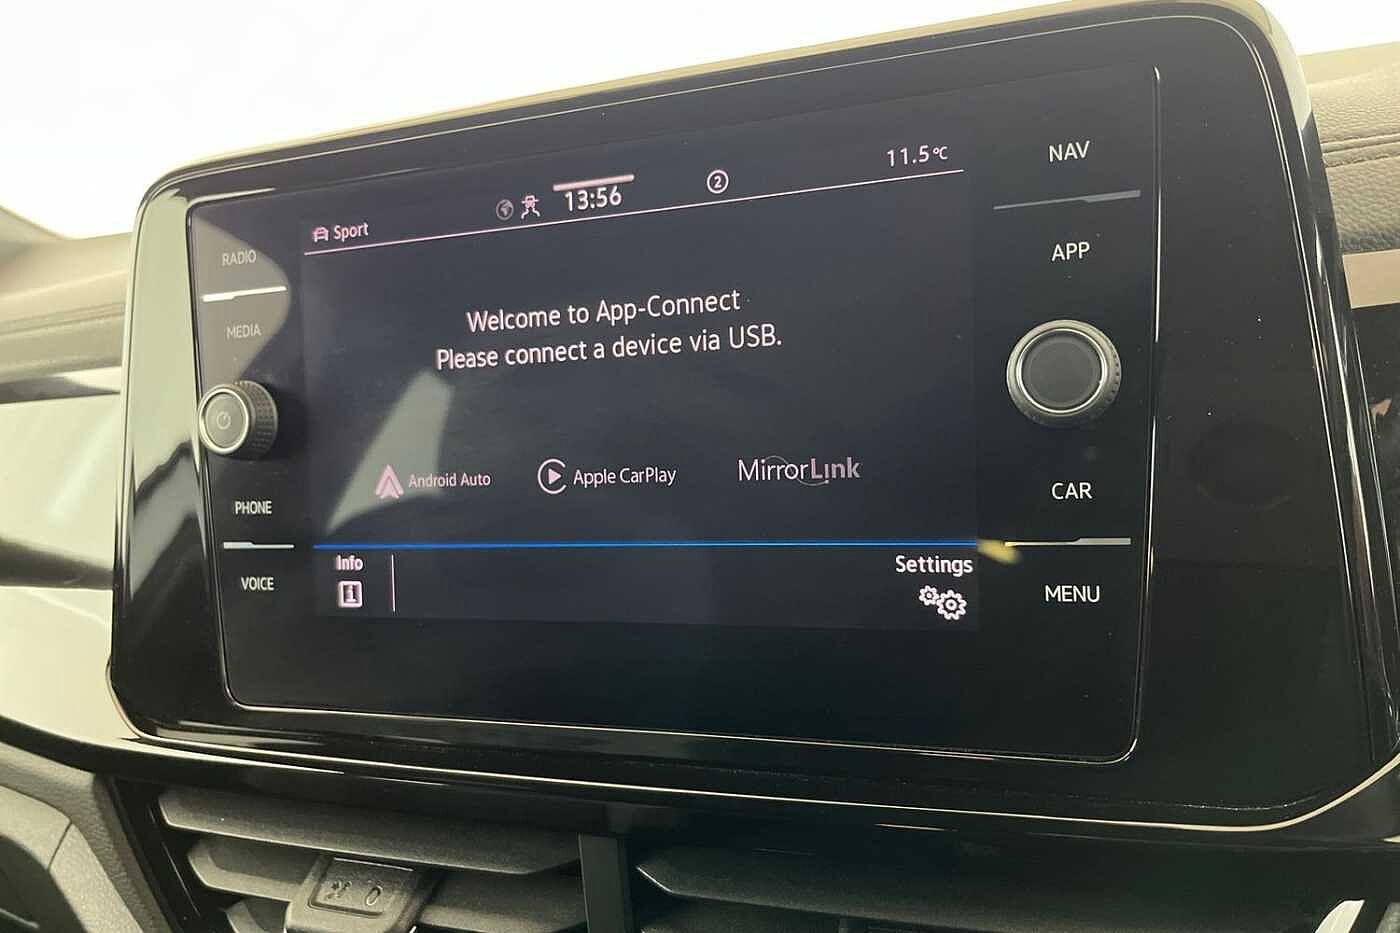 Sport
13:56
2
11.5°C
NAV
RADIO
MEDIA
APP
Welcome to App-Connect
Please connect a device via USB.
Android Auto
Apple CarPlay
MirrorLink
PHONE
CAR
VOICE
Info
i
Settings
MENU
0